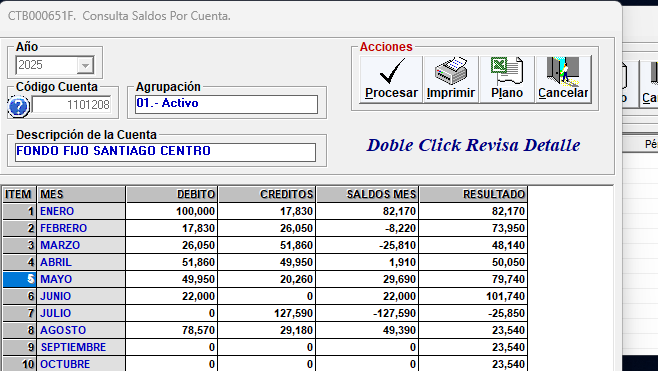 CTB000651F. Consulta Saldos Por Cuenta.
Año
2025
Código Cuenta
1101208
Agrupación
01.- Activo
Acciones
Procesar Imprimir Plano Cancelar
Descripción de la Cuenta
FONDO FIJO SANTIAGO CENTRO
Doble Click Revisa Detalle
ITEM MES DEBITO CREDITOS SALDOS MES RESULTADO
1 ENERO 100,000 17,830 82,170 82,170
2 FEBRERO 17,830 26,050 -8,220 73,950
3 MARZO 26,050 51,860 -25,810 48,140
4 ABRIL 51,860 49,950 1,910 50,050
5 MAYO 49,950 20,260 29,690 79,740
6 JUNIO 22,000 0 22,000 101,740
7 JULIO 0 127,590 -127,590 -25,850
8 AGOSTO 78,570 29,180 49,390 23,540
9 SEPTIEMBRE 0 0 0 23,540
10 OCTUBRE 0 0 0 23,540